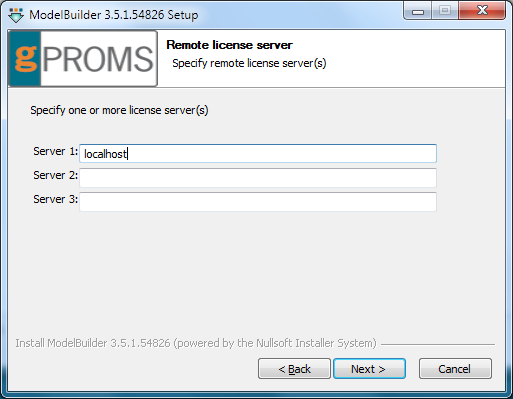 ModelBuilder 3.5.1.54826 Setup
gPROMS
Remote license server
Specify remote license server(s)
Specify one or more license server(s)
Server 1: localhost
Server 2:
Server 3:
Install ModelBuilder 3.5.1.54826 (powered by the Nullsoft Installer System)
< Back Next > Cancel